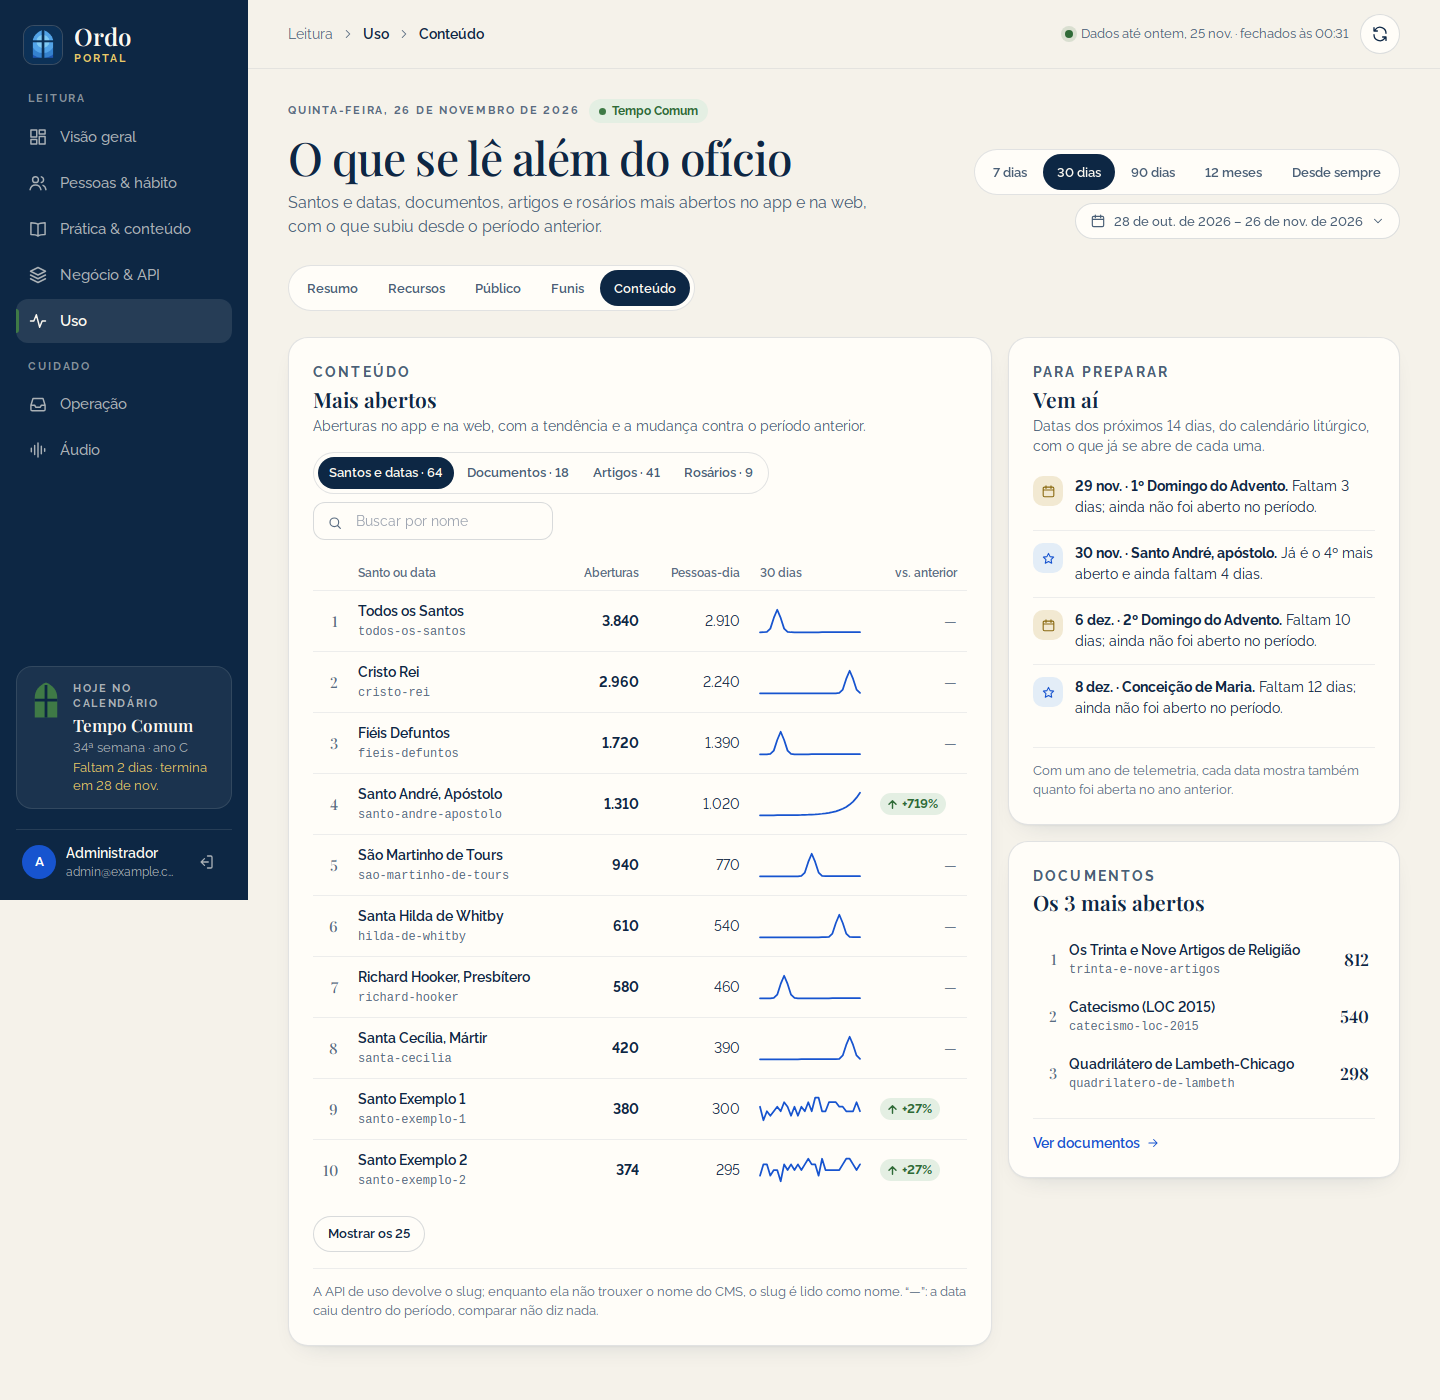 Ordo
PORTAL
LEITURA
Visão geral
Pessoas & hábito
Prática & conteúdo
Negócio & API
Uso
CUIDADO
Operação
Áudio
HOJE NO
CALENDÁRIO
Tempo Comum
34ª semana · ano C
Faltam 2 dias · termina
em 28 de nov.
A
Administrador
admin@example.c…
Leitura > Uso > Conteúdo
Dados até ontem, 25 nov. · fechados às 00:31
QUINTA-FEIRA, 26 DE NOVEMBRO DE 2026
Tempo Comum
O que se lê além do ofício
Santos e datas, documentos, artigos e rosários mais abertos no app e na web,
com o que subiu desde o período anterior.
7 dias 30 dias 90 dias 12 meses Desde sempre
28 de out. de 2026 – 26 de nov. de 2026
Resumo Recursos Público Funis Conteúdo
CONTEÚDO
Mais abertos
Aberturas no app e na web, com a tendência e a mudança contra o período anterior.
Santos e datas · 64 Documentos · 18 Artigos · 41 Rosários · 9
Buscar por nome
Santo ou data Aberturas Pessoas-dia 30 dias vs. anterior
1 Todos os Santos 3.840 2.910 —
todos-os-santos
2 Cristo Rei 2.960 2.240 —
cristo-rei
3 Fiéis Defuntos 1.720 1.390 —
fieis-defuntos
4 Santo André, Apóstolo 1.310 1.020 +719%
santo-andre-apostolo
5 São Martinho de Tours 940 770 —
sao-martinho-de-tours
6 Santa Hilda de Whitby 610 540 —
hilda-de-whitby
7 Richard Hooker, Presbítero 580 460 —
richard-hooker
8 Santa Cecília, Mártir 420 390 —
santa-cecilia
9 Santo Exemplo 1 380 300 +27%
santo-exemplo-1
10 Santo Exemplo 2 374 295 +27%
santo-exemplo-2
Mostrar os 25
A API de uso devolve o slug; enquanto ela não trouxer o nome do CMS, o slug é lido como nome. “—”: a data
caiu dentro do período, comparar não diz nada.
PARA PREPARAR
Vem aí
Datas dos próximos 14 dias, do calendário litúrgico,
com o que já se abre de cada uma.
29 nov. · 1º Domingo do Advento. Faltam 3
dias; ainda não foi aberto no período.
30 nov. · Santo André, apóstolo. Já é o 4º mais
aberto e ainda faltam 4 dias.
6 dez. · 2º Domingo do Advento. Faltam 10
dias; ainda não foi aberto no período.
8 dez. · Conceição de Maria. Faltam 12 dias;
ainda não foi aberto no período.
Com um ano de telemetria, cada data mostra também
quanto foi aberta no ano anterior.
DOCUMENTOS
Os 3 mais abertos
1 Os Trinta e Nove Artigos de Religião 812
trinta-e-nove-artigos
2 Catecismo (LOC 2015) 540
catecismo-loc-2015
3 Quadrilátero de Lambeth-Chicago 298
quadrilatero-de-lambeth
Ver documentos →